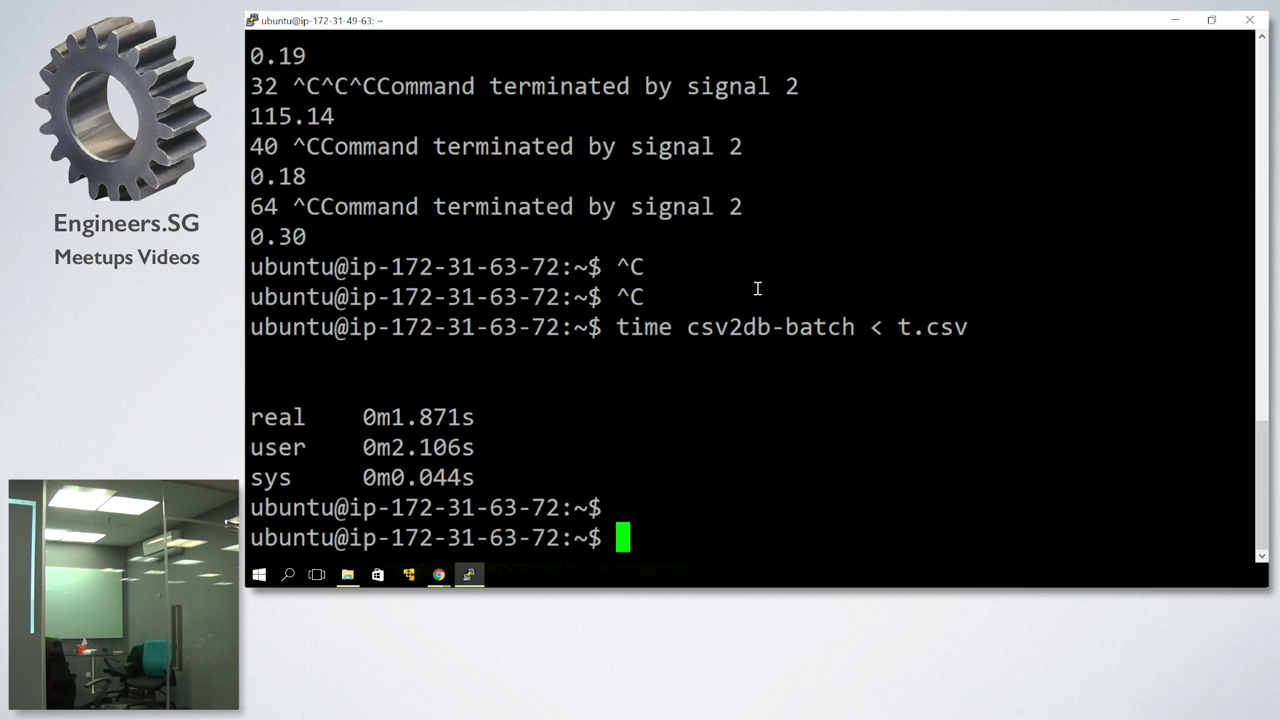 ubuntu@ip-172-31-49-63: ~
0.19
32 ^C^C^CCommand terminated by signal 2
115.14
40 ^CCommand terminated by signal 2
0.18
64 ^CCommand terminated by signal 2
0.30
ubuntu@ip-172-31-63-72:~$ ^C
ubuntu@ip-172-31-63-72:~$ ^C
ubuntu@ip-172-31-63-72:~$ time csv2db-batch < t.csv
real 0m1.871s
user 0m2.106s
sys 0m0.044s
ubuntu@ip-172-31-63-72:~$
ubuntu@ip-172-31-63-72:~$
Engineers.SG
Meetups Videos